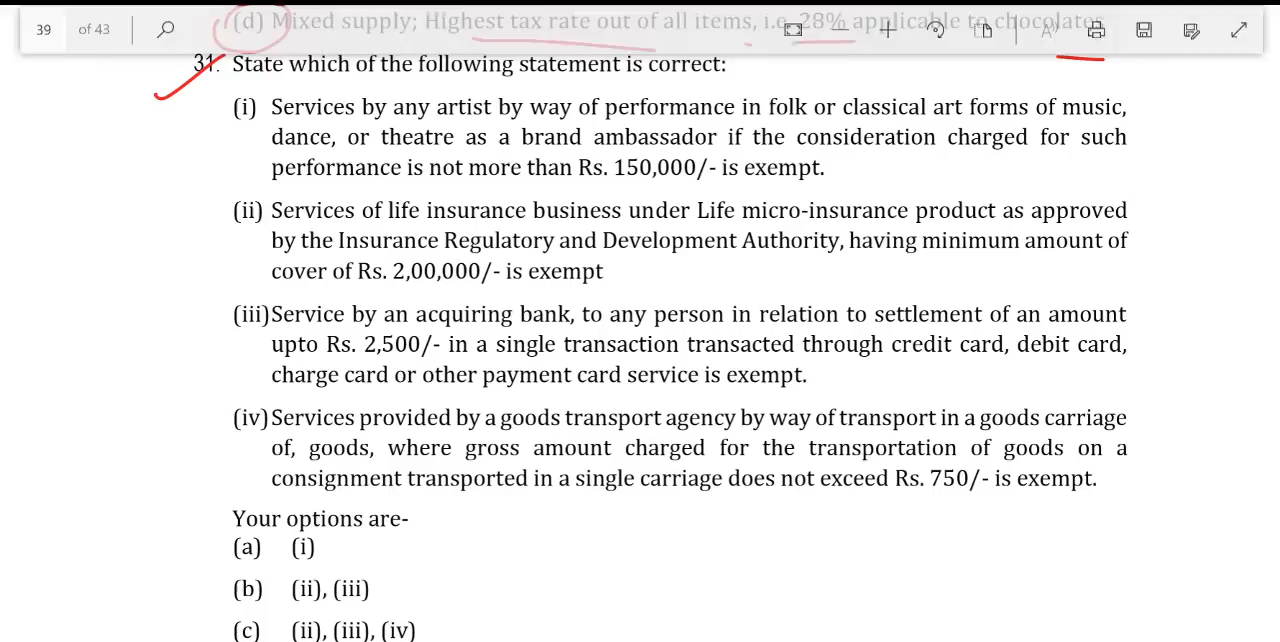 39 of 43
(d) Mixed supply; Highest tax rate out of all items, i.e. 28% applicable to chocolates
31. State which of the following statement is correct:
(i) Services by any artist by way of performance in folk or classical art forms of music,
dance, or theatre as a brand ambassador if the consideration charged for such
performance is not more than Rs. 150,000/- is exempt.
(ii) Services of life insurance business under Life micro-insurance product as approved
by the Insurance Regulatory and Development Authority, having minimum amount of
cover of Rs. 2,00,000/- is exempt
(iii) Service by an acquiring bank, to any person in relation to settlement of an amount
upto Rs. 2,500/- in a single transaction transacted through credit card, debit card,
charge card or other payment card service is exempt.
(iv) Services provided by a goods transport agency by way of transport in a goods carriage
of, goods, where gross amount charged for the transportation of goods on a
consignment transported in a single carriage does not exceed Rs. 750/- is exempt.
Your options are-
(a) (i)
(b) (ii), (iii)
(c) (ii), (iii), (iv)